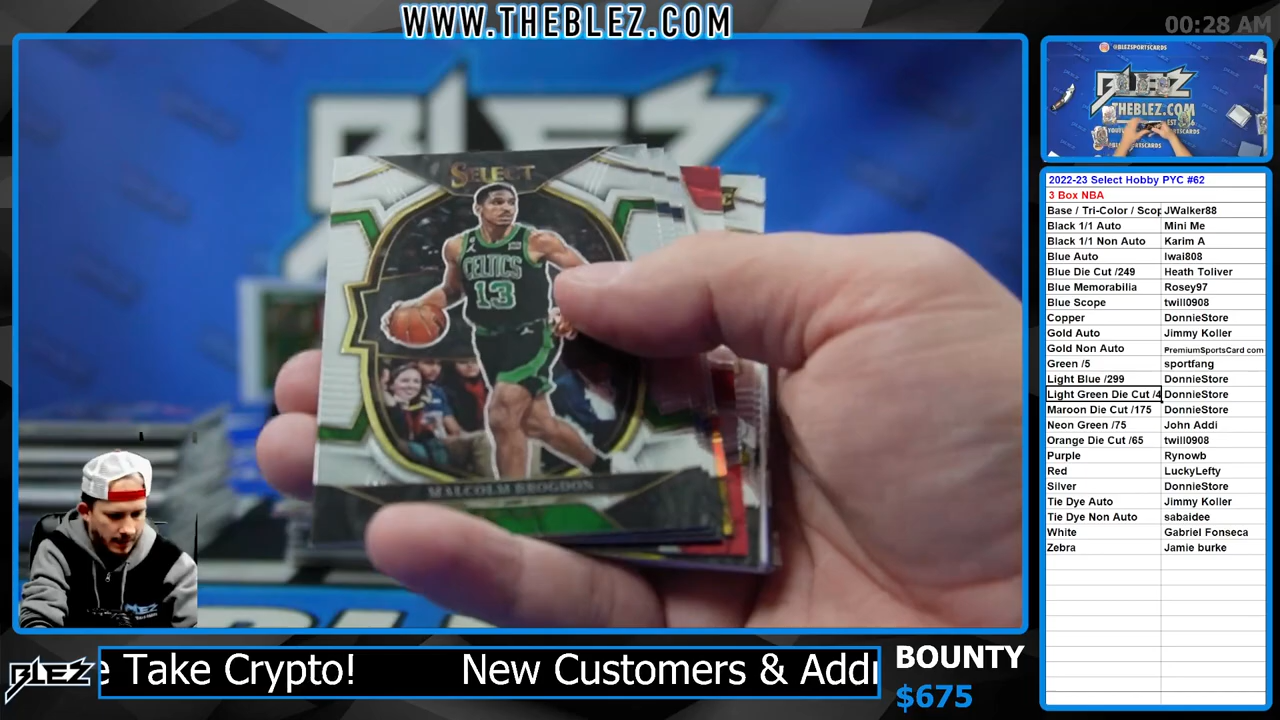 WWW.THEBLEZ.COM
00:28 AM
SELECT
CELTICS
13
MALCOLM BROGDON
@BLEZSPORTSCARDS
BLEZ
THEBLEZ.COM
2022-23 Select Hobby PYC #62
3 Box NBA
Base / Tri-Color / Scop JWalker88
Black 1/1 Auto Mini Me
Black 1/1 Non Auto Karim A
Blue Auto lwai808
Blue Die Cut /249 Heath Toliver
Blue Memorabilia Rosey97
Blue Scope twill0908
Copper DonnieStore
Gold Auto Jimmy Koller
Gold Non Auto PremiumSportsCard com
Green /5 sportfang
Light Blue /299 DonnieStore
Light Green Die Cut /4 DonnieStore
Maroon Die Cut /175 DonnieStore
Neon Green /75 John Addi
Orange Die Cut /65 twill0908
Purple Rynowb
Red LuckyLefty
Silver DonnieStore
Tie Dye Auto Jimmy Koller
Tie Dye Non Auto sabaidee
White Gabriel Fonseca
Zebra Jamie burke
BLEZ
e Take Crypto! New Customers & Add
BOUNTY
$675